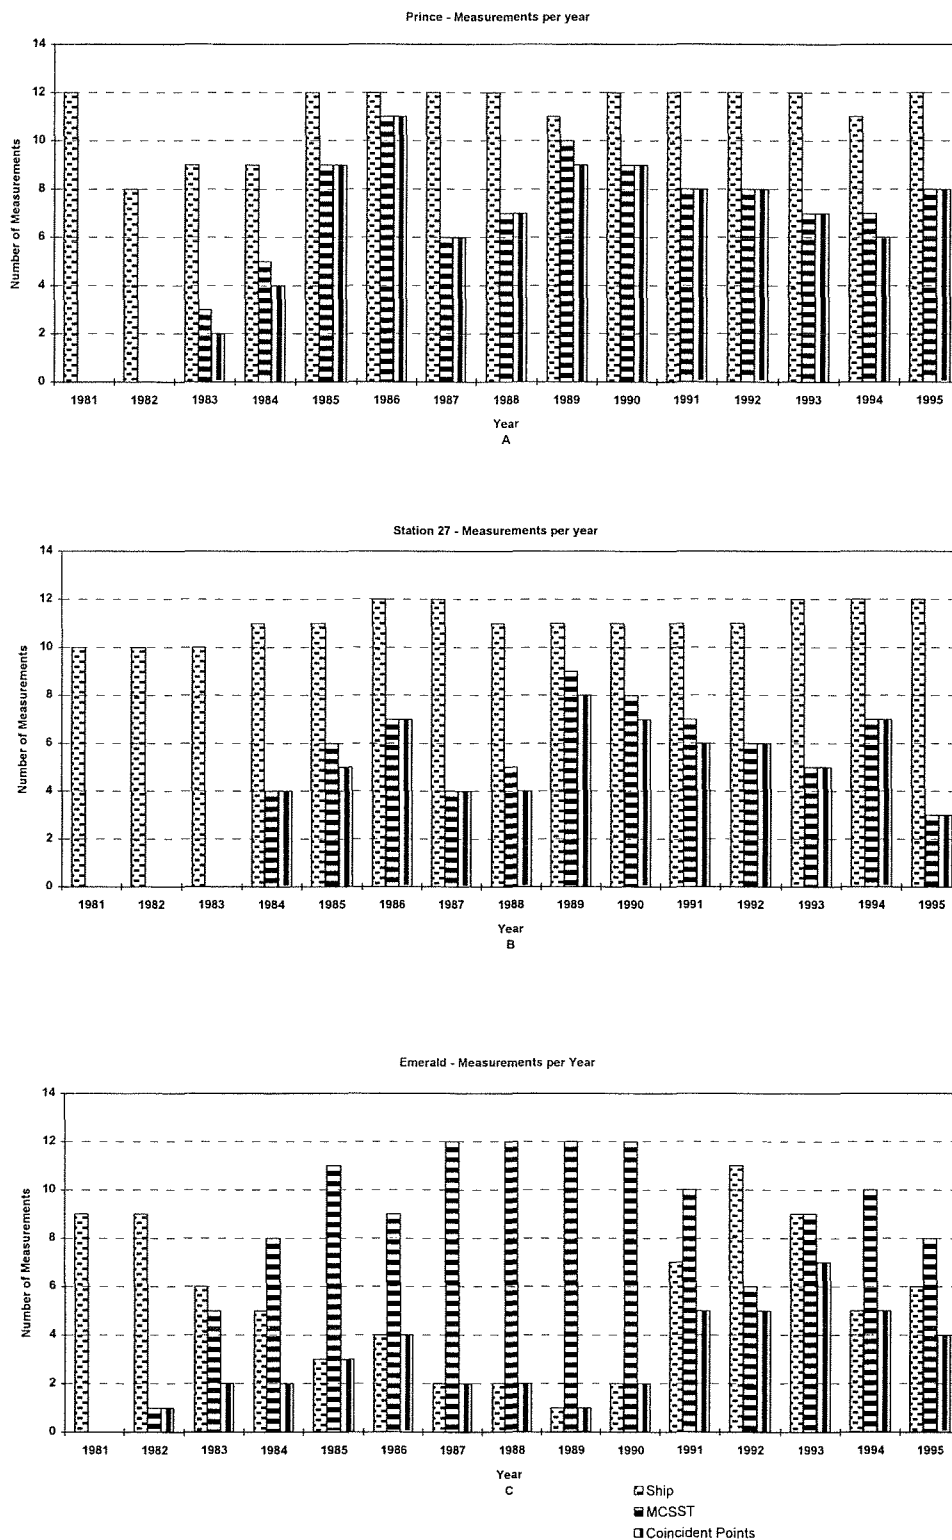 Prince - Measurements per year
Number of Measurements
14
12
10
8
6
4
2
0
1981 1982 1983 1984 1985 1986 1987 1988 1989 1990 1991 1992 1993 1994 1995
Year
A
Station 27 - Measurements per year
Number of Measurements
14
12
10
8
6
4
2
0
1981 1982 1983 1984 1985 1986 1987 1988 1989 1990 1991 1992 1993 1994 1995
Year
B
Emerald - Measurements per Year
Number of Measurements
14
12
10
8
6
4
2
0
1981 1982 1983 1984 1985 1986 1987 1988 1989 1990 1991 1992 1993 1994 1995
Year
C
Ship
MCSST
Coincident Points